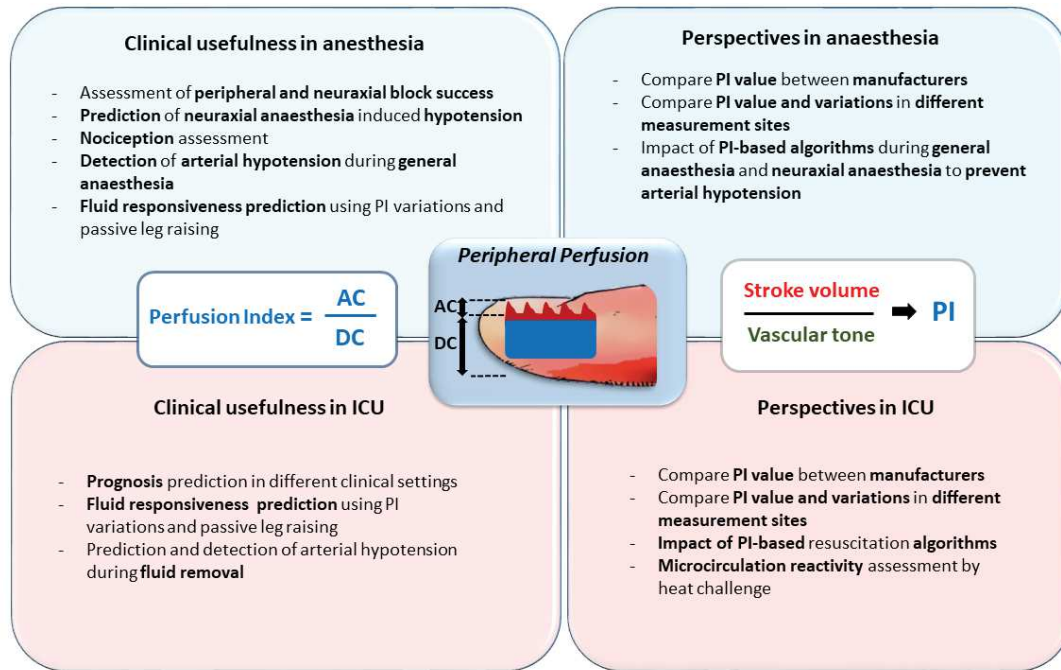 Clinical usefulness in anesthesia
- Assessment of peripheral and neuraxial block success
- Prediction of neuraxial anaesthesia induced hypotension
- Nociception assessment
- Detection of arterial hypotension during general
anaesthesia
- Fluid responsiveness prediction using PI variations and
passive leg raising
Perspectives in anaesthesia
- Compare PI value between manufacturers
- Compare PI value and variations in different
measurement sites
- Impact of PI-based algorithms during general
anaesthesia and neuraxial anaesthesia to prevent
arterial hypotension
Perfusion Index =
AC
DC
Peripheral Perfusion
AC
DC
Stroke volume
Vascular tone
PI
Clinical usefulness in ICU
- Prognosis prediction in different clinical settings
- Fluid responsiveness prediction using PI
variations and passive leg raising
- Prediction and detection of arterial hypotension
during fluid removal
Perspectives in ICU
- Compare PI value between manufacturers
- Compare PI value and variations in different
measurement sites
- Impact of PI-based resuscitation algorithms
- Microcirculation reactivity assessment by
heat challenge